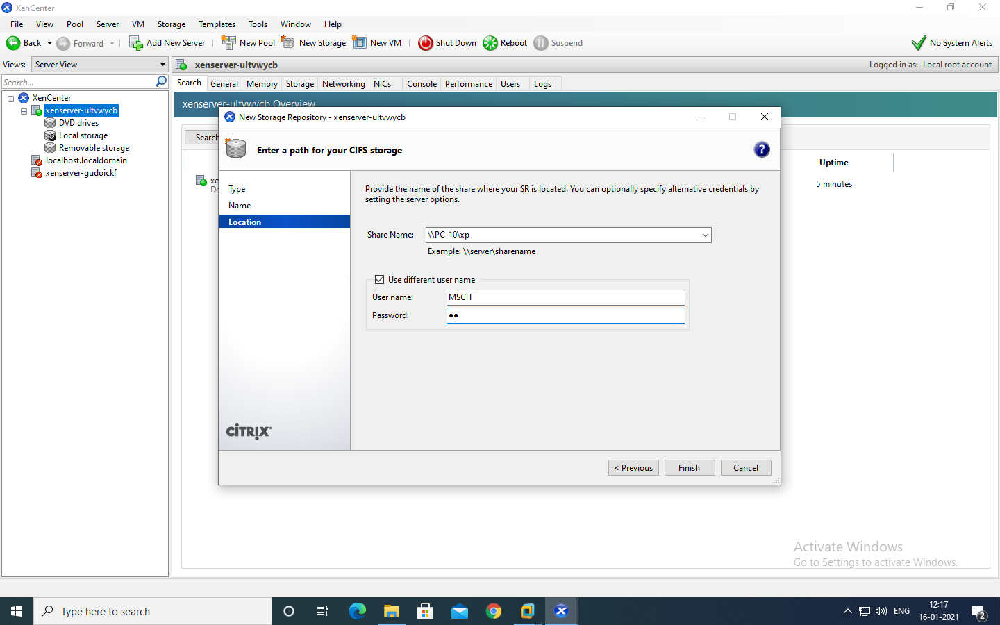 XenCenter
File View Pool Server VM Storage Templates Tools Window Help
Back Forward Add New Server New Pool New Storage New VM Shut Down Reboot Suspend No System Alerts
Views: Server View
xenserver-ultvwycb
Logged in as: Local root account
Search...
Search General Memory Storage Networking NICs Console Performance Users Logs
XenCenter
xenserver-ultvwycb
DVD drives
Local storage
Removable storage
localhost.localdomain
xenserver-gudoickf
xenserver-ultvwycb Overview
Search
Uptime
xe
De
5 minutes
New Storage Repository - xenserver-ultvwycb
Enter a path for your CIFS storage
?
Type
Name
Location
Provide the name of the share where your SR is located. You can optionally specify alternative credentials by
setting the server options.
Share Name: \\PC-10\xp
Example: \\server\sharename
Use different user name
User name: MSCIT
Password: ●●
CITRIX
< Previous Finish Cancel
Activate Windows
Go to Settings to activate Windows.
Type here to search
ENG
12:17
16-01-2021
2